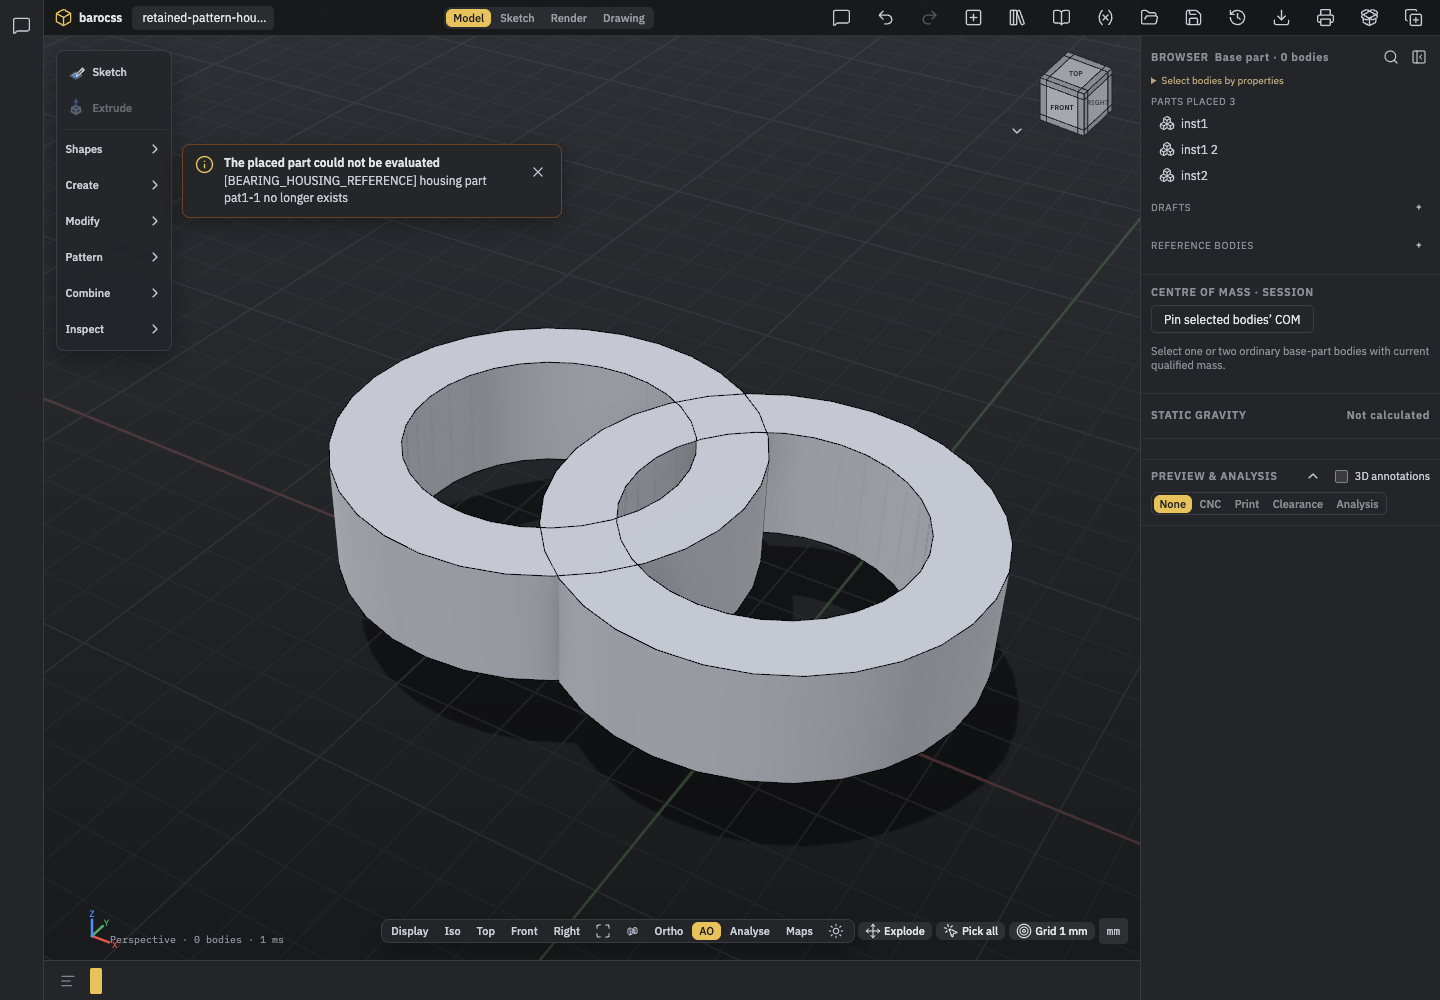 barocss
retained-pattern-hou...
Model
Sketch
Render
Drawing
Sketch
Extrude
Shapes
Create
Modify
Pattern
Combine
Inspect
The placed part could not be evaluated
[BEARING_HOUSING_REFERENCE] housing part
pat1-1 no longer exists
TOP
FRONT
RIGHT
BROWSER Base part · 0 bodies
Select bodies by properties
PARTS PLACED 3
inst1
inst1 2
inst2
DRAFTS
REFERENCE BODIES
CENTRE OF MASS · SESSION
Pin selected bodies’ COM
Select one or two ordinary base-part bodies with current
qualified mass.
STATIC GRAVITY
Not calculated
PREVIEW & ANALYSIS
3D annotations
None
CNC
Print
Clearance
Analysis
Z
Y
X
Perspective · 0 bodies · 1 ms
Display
Iso
Top
Front
Right
Ortho
AO
Analyse
Maps
Explode
Pick all
Grid 1 mm
mm